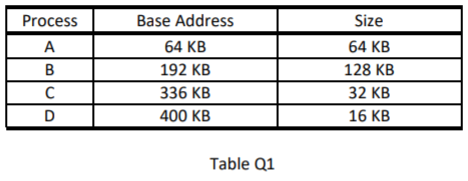 Process Base Address Size
A 64 KB 64 KB
B 192 KB 128 KB
C 336 KB 32 KB
D 400 KB 16 KB
Table Q1